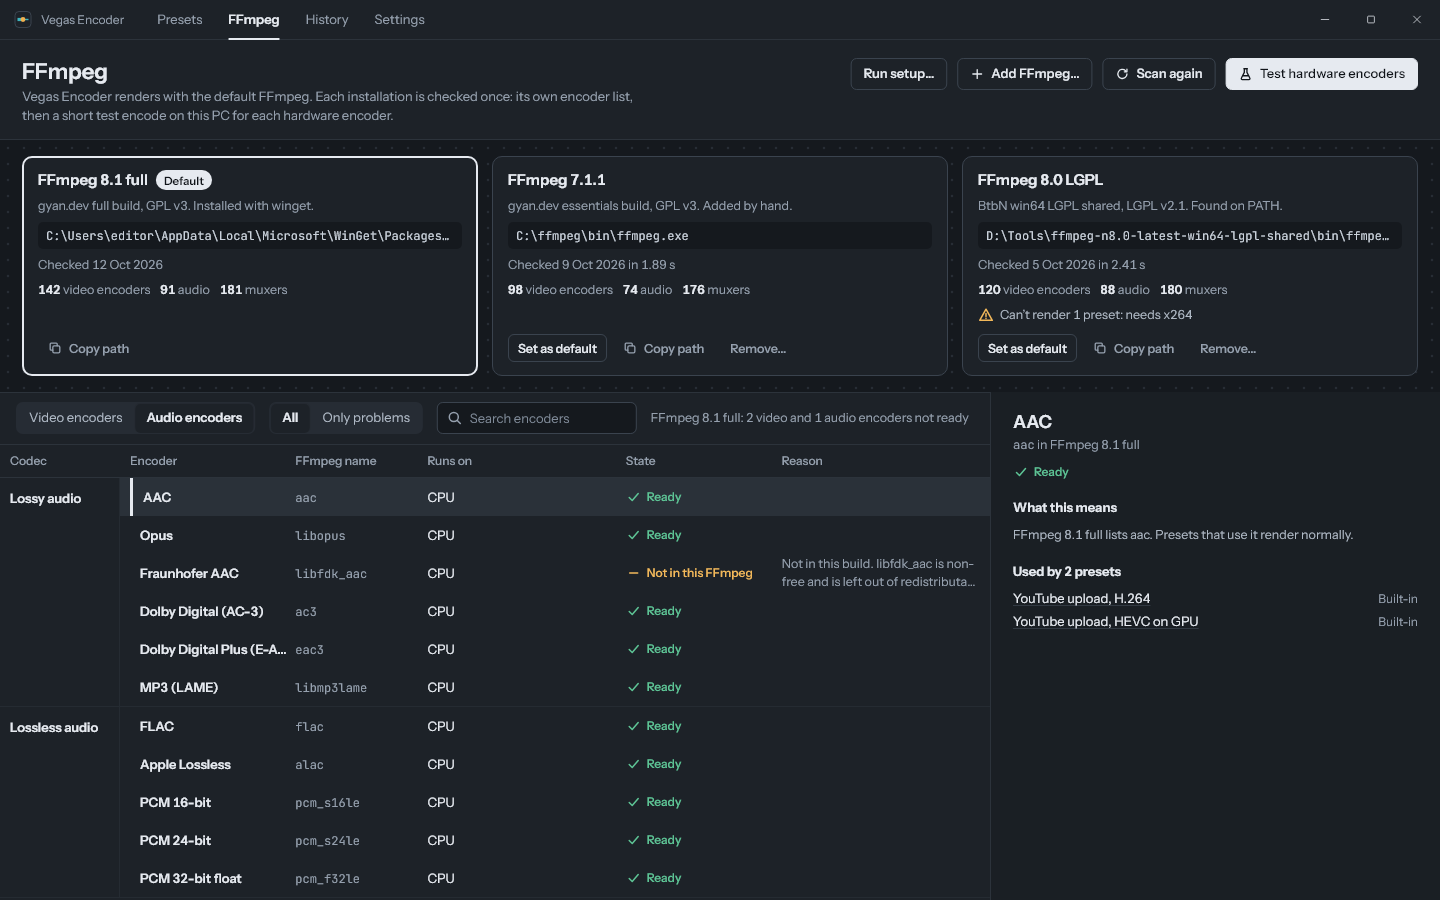 Vegas Encoder
Presets
FFmpeg
History
Settings
FFmpeg
Vegas Encoder renders with the default FFmpeg. Each installation is checked once: its own encoder list,
then a short test encode on this PC for each hardware encoder.
Run setup...
Add FFmpeg...
Scan again
Test hardware encoders
FFmpeg 8.1 full Default
gyan.dev full build, GPL v3. Installed with winget.
C:\Users\editor\AppData\Local\Microsoft\WinGet\Packages…
Checked 12 Oct 2026
142 video encoders 91 audio 181 muxers
Copy path
FFmpeg 7.1.1
gyan.dev essentials build, GPL v3. Added by hand.
C:\ffmpeg\bin\ffmpeg.exe
Checked 9 Oct 2026 in 1.89 s
98 video encoders 74 audio 176 muxers
Set as default Copy path Remove...
FFmpeg 8.0 LGPL
BtbN win64 LGPL shared, LGPL v2.1. Found on PATH.
D:\Tools\ffmpeg-n8.0-latest-win64-lgpl-shared\bin\ffmpe…
Checked 5 Oct 2026 in 2.41 s
120 video encoders 88 audio 180 muxers
Can't render 1 preset: needs x264
Set as default Copy path Remove...
Video encoders Audio encoders All Only problems Search encoders FFmpeg 8.1 full: 2 video and 1 audio encoders not ready
Codec Encoder FFmpeg name Runs on State Reason
Lossy audio AAC aac CPU Ready
Opus libopus CPU Ready
Fraunhofer AAC libfdk_aac CPU Not in this FFmpeg Not in this build. libfdk_aac is non-
free and is left out of redistributa...
Dolby Digital (AC-3) ac3 CPU Ready
Dolby Digital Plus (E-A... eac3 CPU Ready
MP3 (LAME) libmp3lame CPU Ready
Lossless audio FLAC flac CPU Ready
Apple Lossless alac CPU Ready
PCM 16-bit pcm_s16le CPU Ready
PCM 24-bit pcm_s24le CPU Ready
PCM 32-bit float pcm_f32le CPU Ready
AAC
aac in FFmpeg 8.1 full
Ready
What this means
FFmpeg 8.1 full lists aac. Presets that use it render normally.
Used by 2 presets
YouTube upload, H.264 Built-in
YouTube upload, HEVC on GPU Built-in